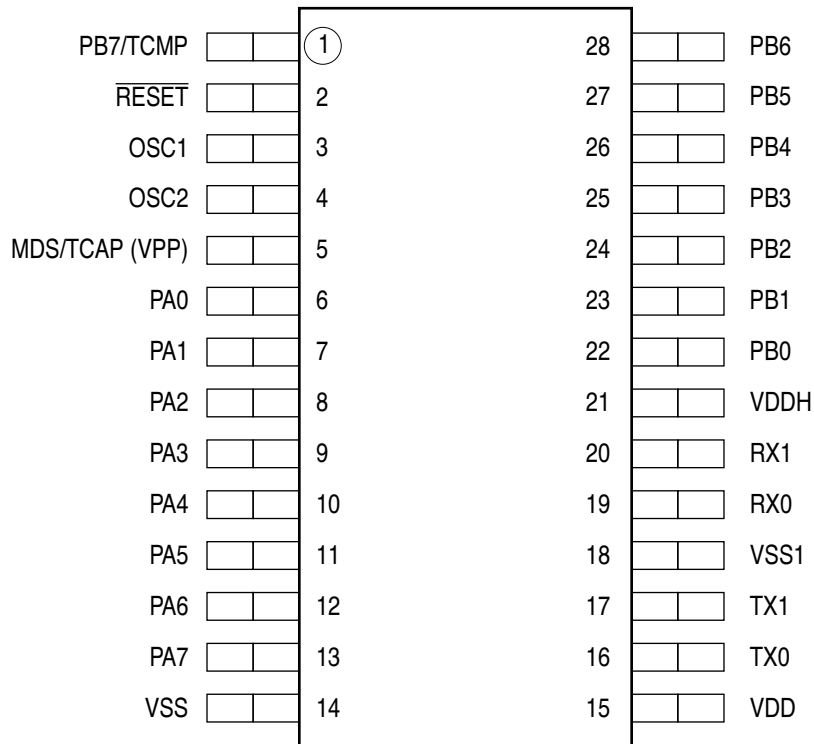 PB7/TCMP 1 28 PB6
RESET 2 27 PB5
OSC1 3 26 PB4
OSC2 4 25 PB3
MDS/TCAP (VPP) 5 24 PB2
PA0 6 23 PB1
PA1 7 22 PB0
PA2 8 21 VDDH
PA3 9 20 RX1
PA4 10 19 RX0
PA5 11 18 VSS1
PA6 12 17 TX1
PA7 13 16 TX0
VSS 14 15 VDD